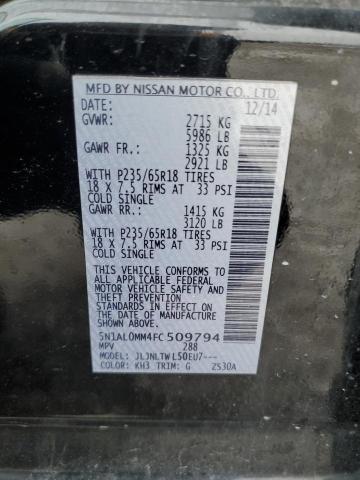 MFD BY NISSAN MOTOR CO., LTD.
DATE: 12/14
GVWR: 2715 KG
5986 LB
GAWR FR.: 1325 KG
2921 LB
WITH P235/65R18 TIRES
18 X 7.5 RIMS AT 33 PSI
COLD SINGLE
GAWR RR.: 1415 KG
3120 LB
WITH P235/65R18 TIRES
18 X 7.5 RIMS AT 33 PSI
COLD SINGLE
THIS VEHICLE CONFORMS TO
ALL APPLICABLE FEDERAL
MOTOR VEHICLE SAFETY AND
THEFT PREVENTION
STANDARDS IN EFFECT ON
THE DATE OF MANUFACTURE
SHOWN ABOVE.
5N1AL0MM4FC509794
MPV 288
MODEL: JLJNLTWL50EU7---
COLOR: KH3 TRIM: G ZS30A